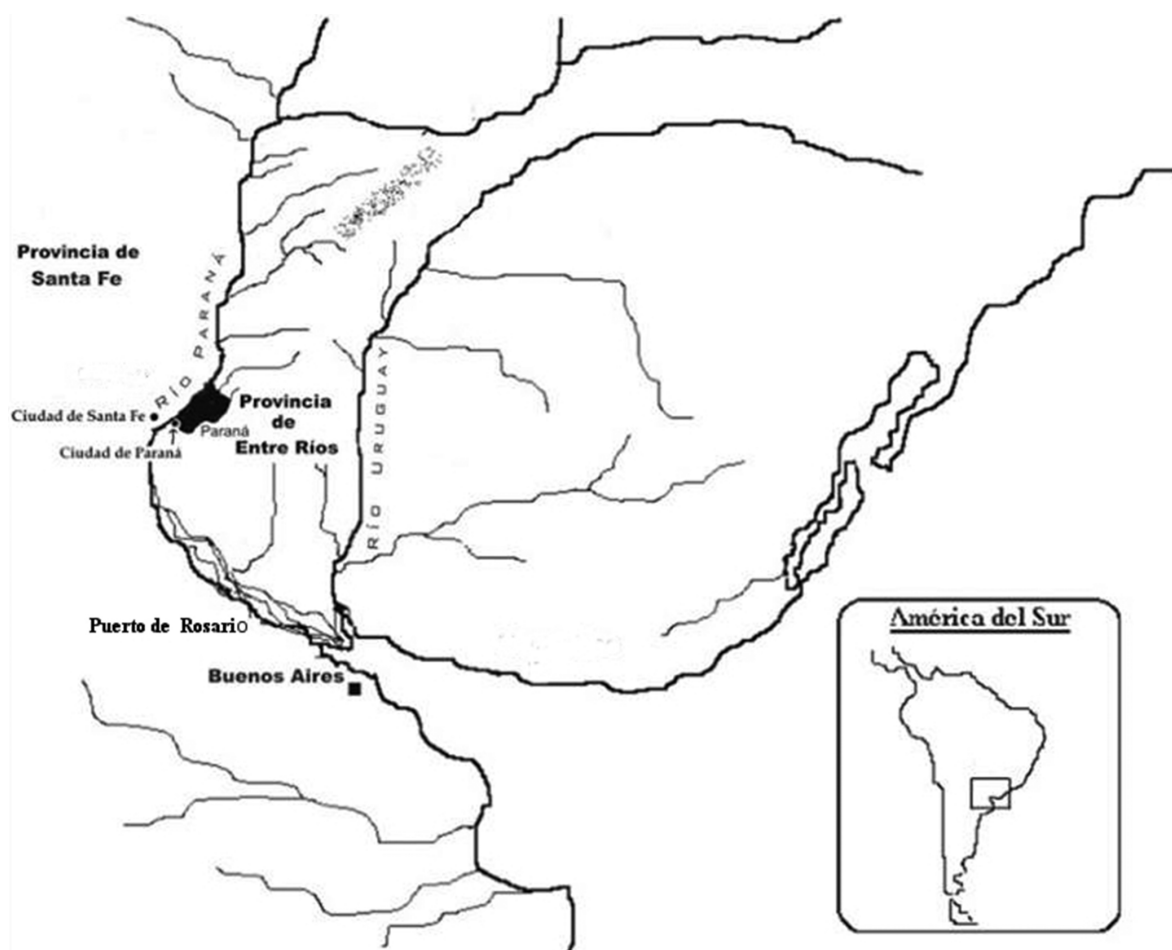 Provincia de
Santa Fe
RÍO PARANÁ
Ciudad de Santa Fe
Ciudad de Paraná
Paraná
Provincia
de
Entre Ríos
RÍO URUGUAY
Puerto de Rosario
Buenos Aires
América del Sur